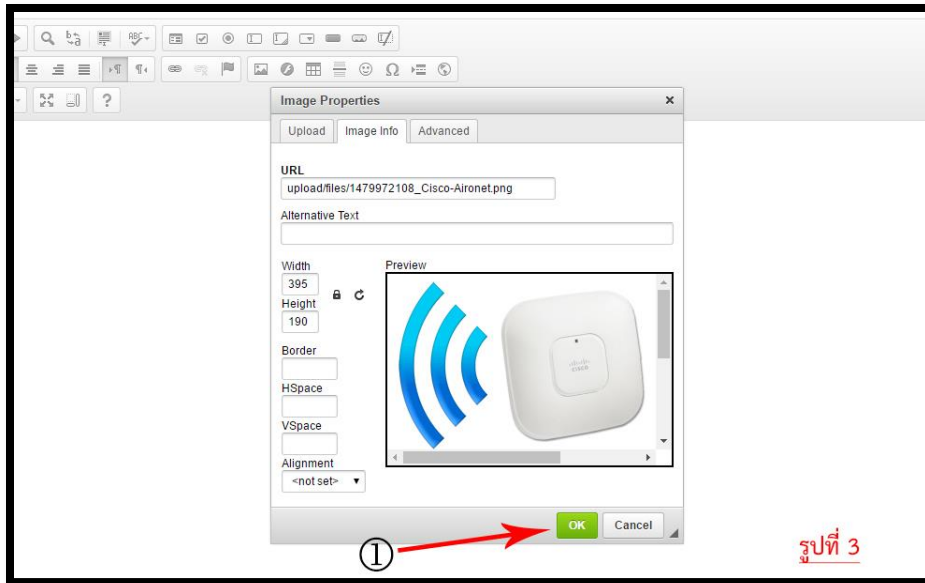 Image Properties
Upload
Image Info
Advanced
URL
upload/files/1479972108_Cisco-Aironet.png
Alternative Text
Width
Preview
395
Height
190
CISCO
Border
HSpace
VSpace
Alignment
<not set>
OK
Cancel
①
รูปที่ 3